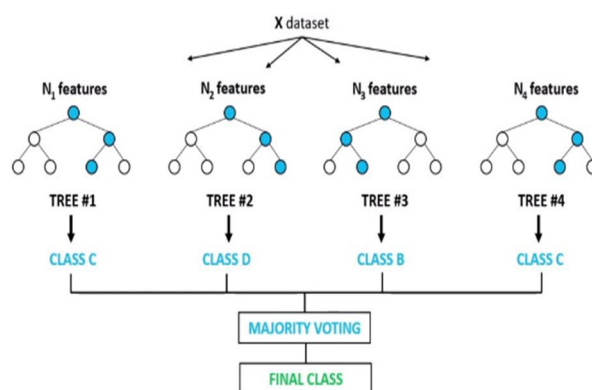 X dataset
N1 features N2 features N3 features N4 features
TREE #1 TREE #2 TREE #3 TREE #4
CLASS C CLASS D CLASS B CLASS C
MAJORITY VOTING
FINAL CLASS